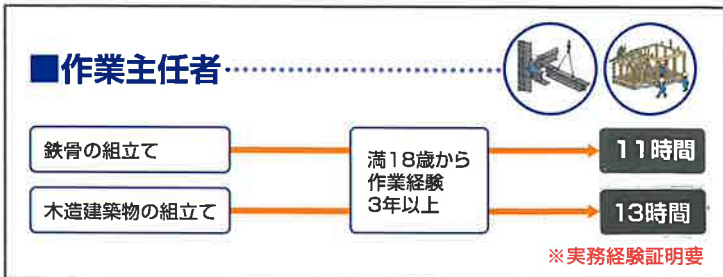 ■作業主任者
鉄骨の組立て
満18歳から
作業経験
3年以上
11時間
木造建築物の組立て
13時間
※実務経験証明要